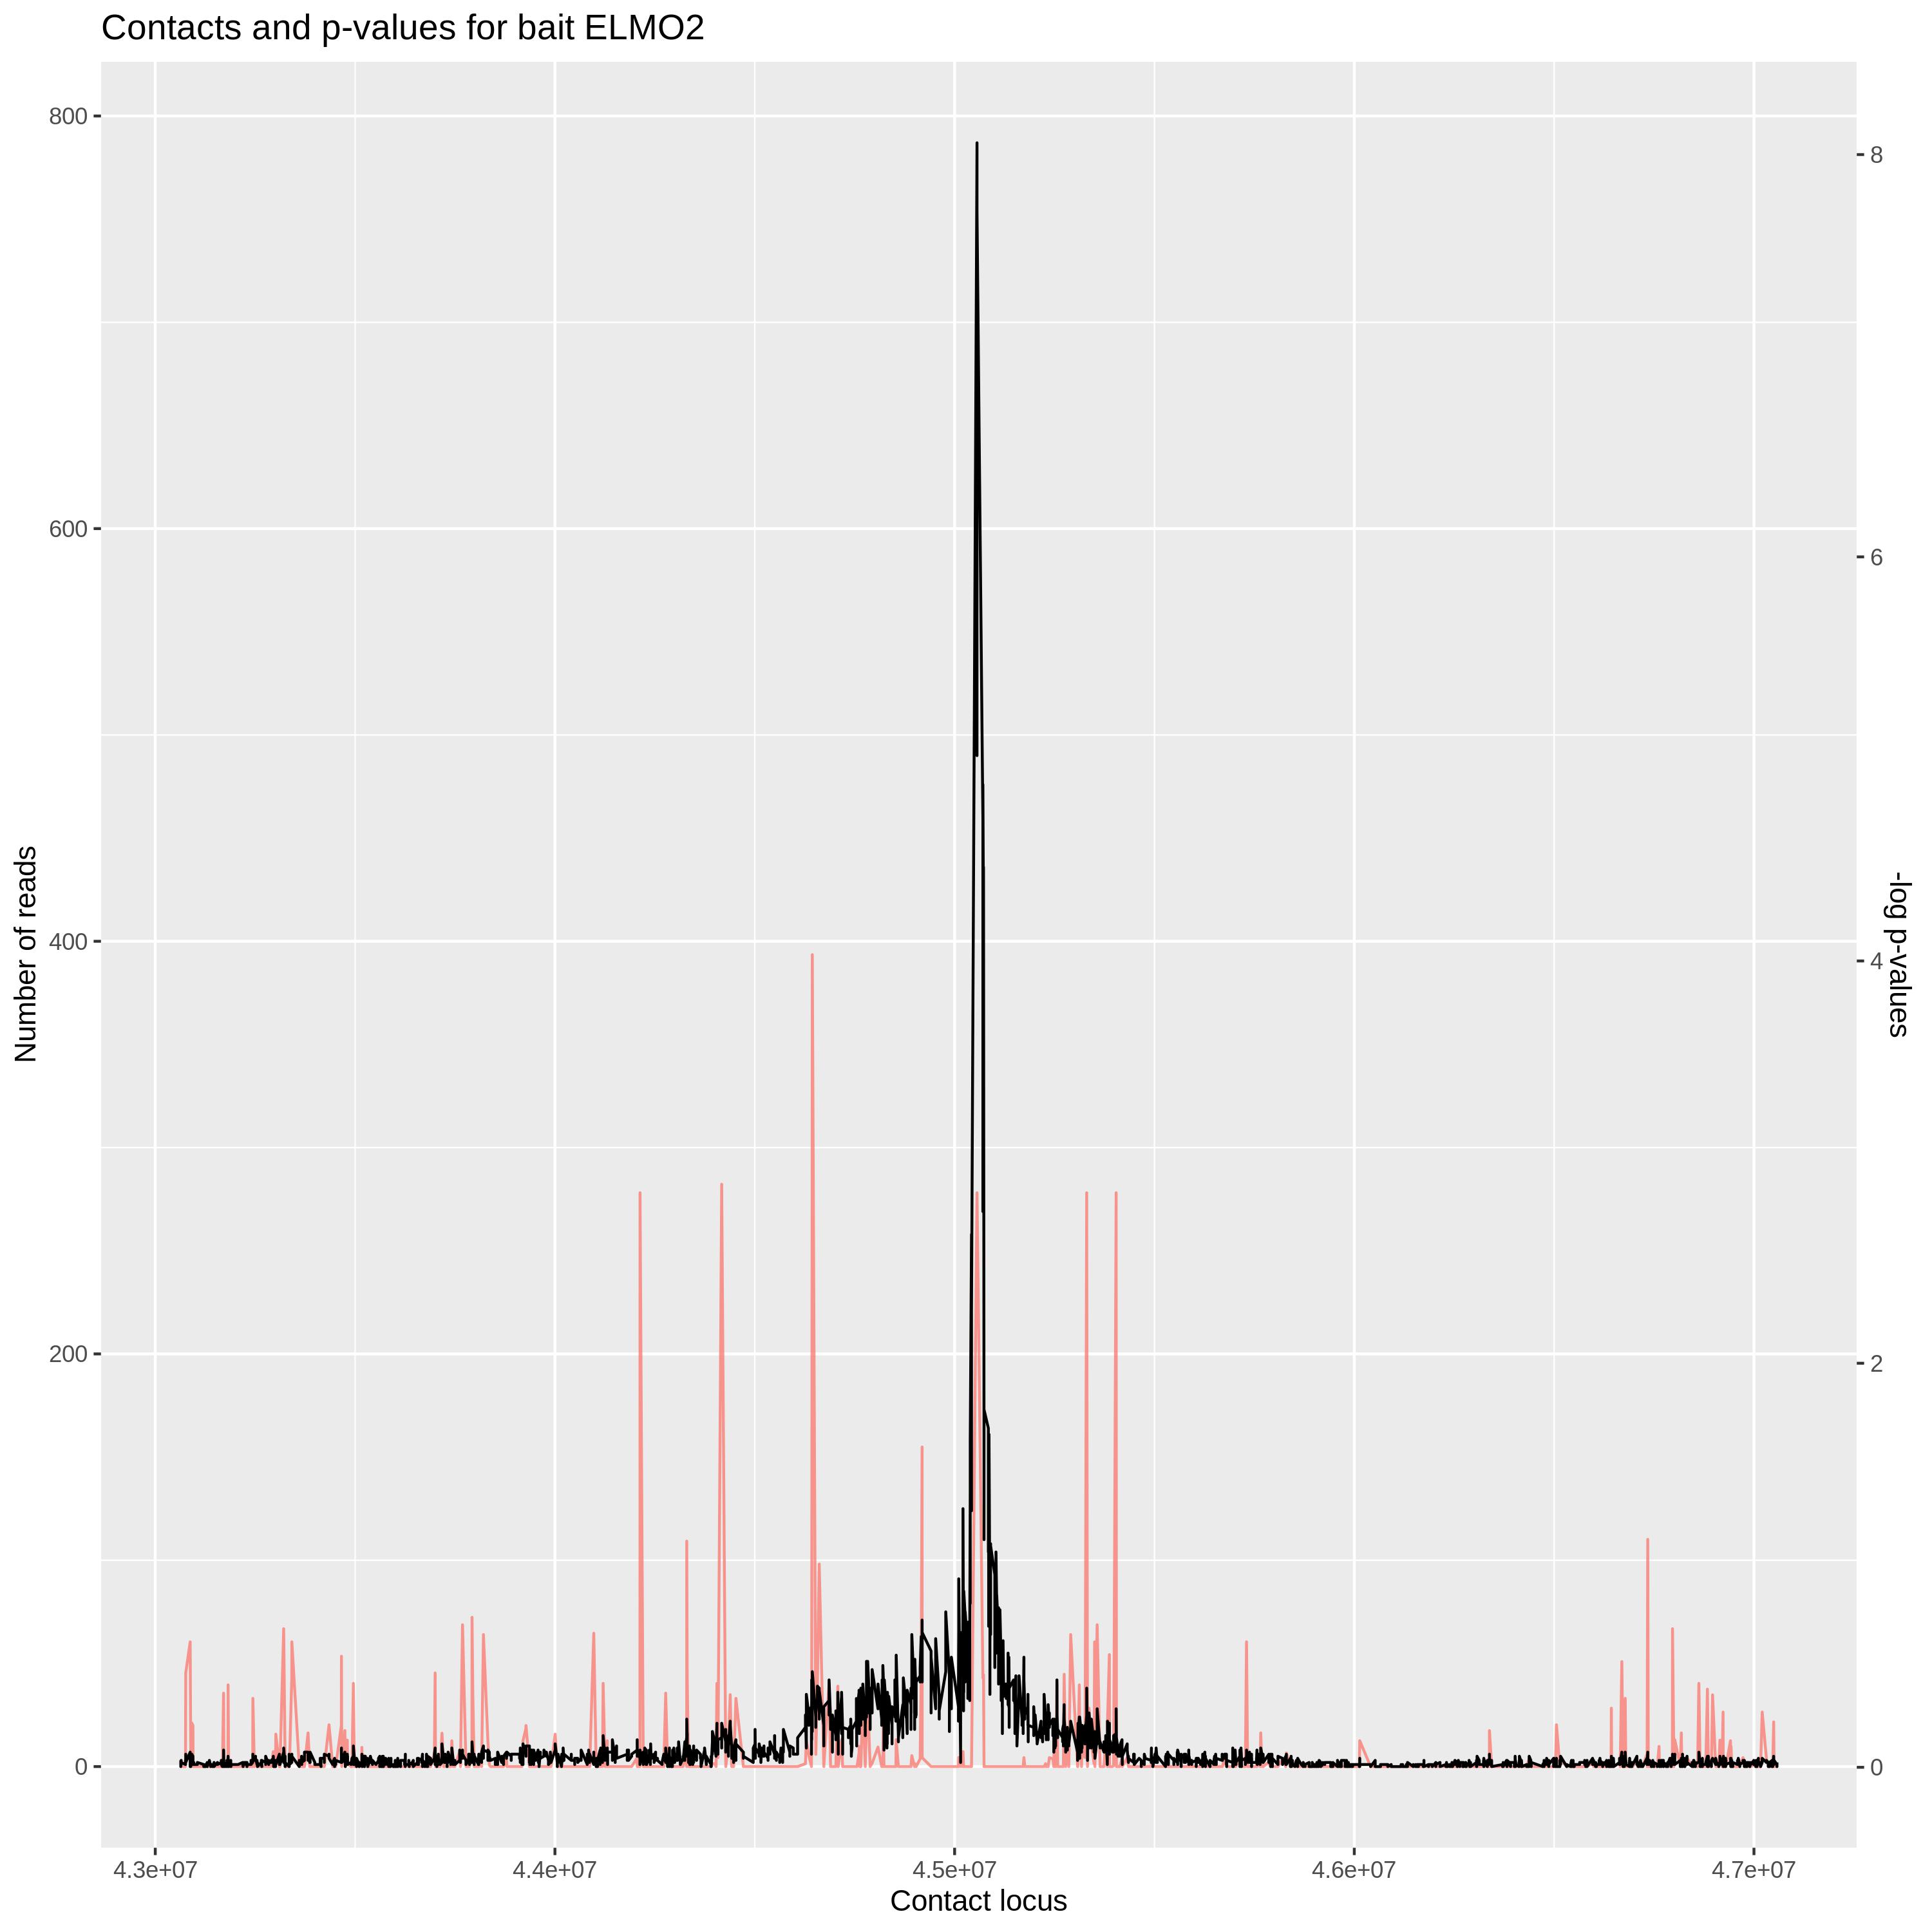 Contacts and p-values for bait ELMO2
800
600
400
200
0
8
6
4
2
0
Number of reads
-log p-values
4.3e+07 4.4e+07 4.5e+07 4.6e+07 4.7e+07
Contact locus